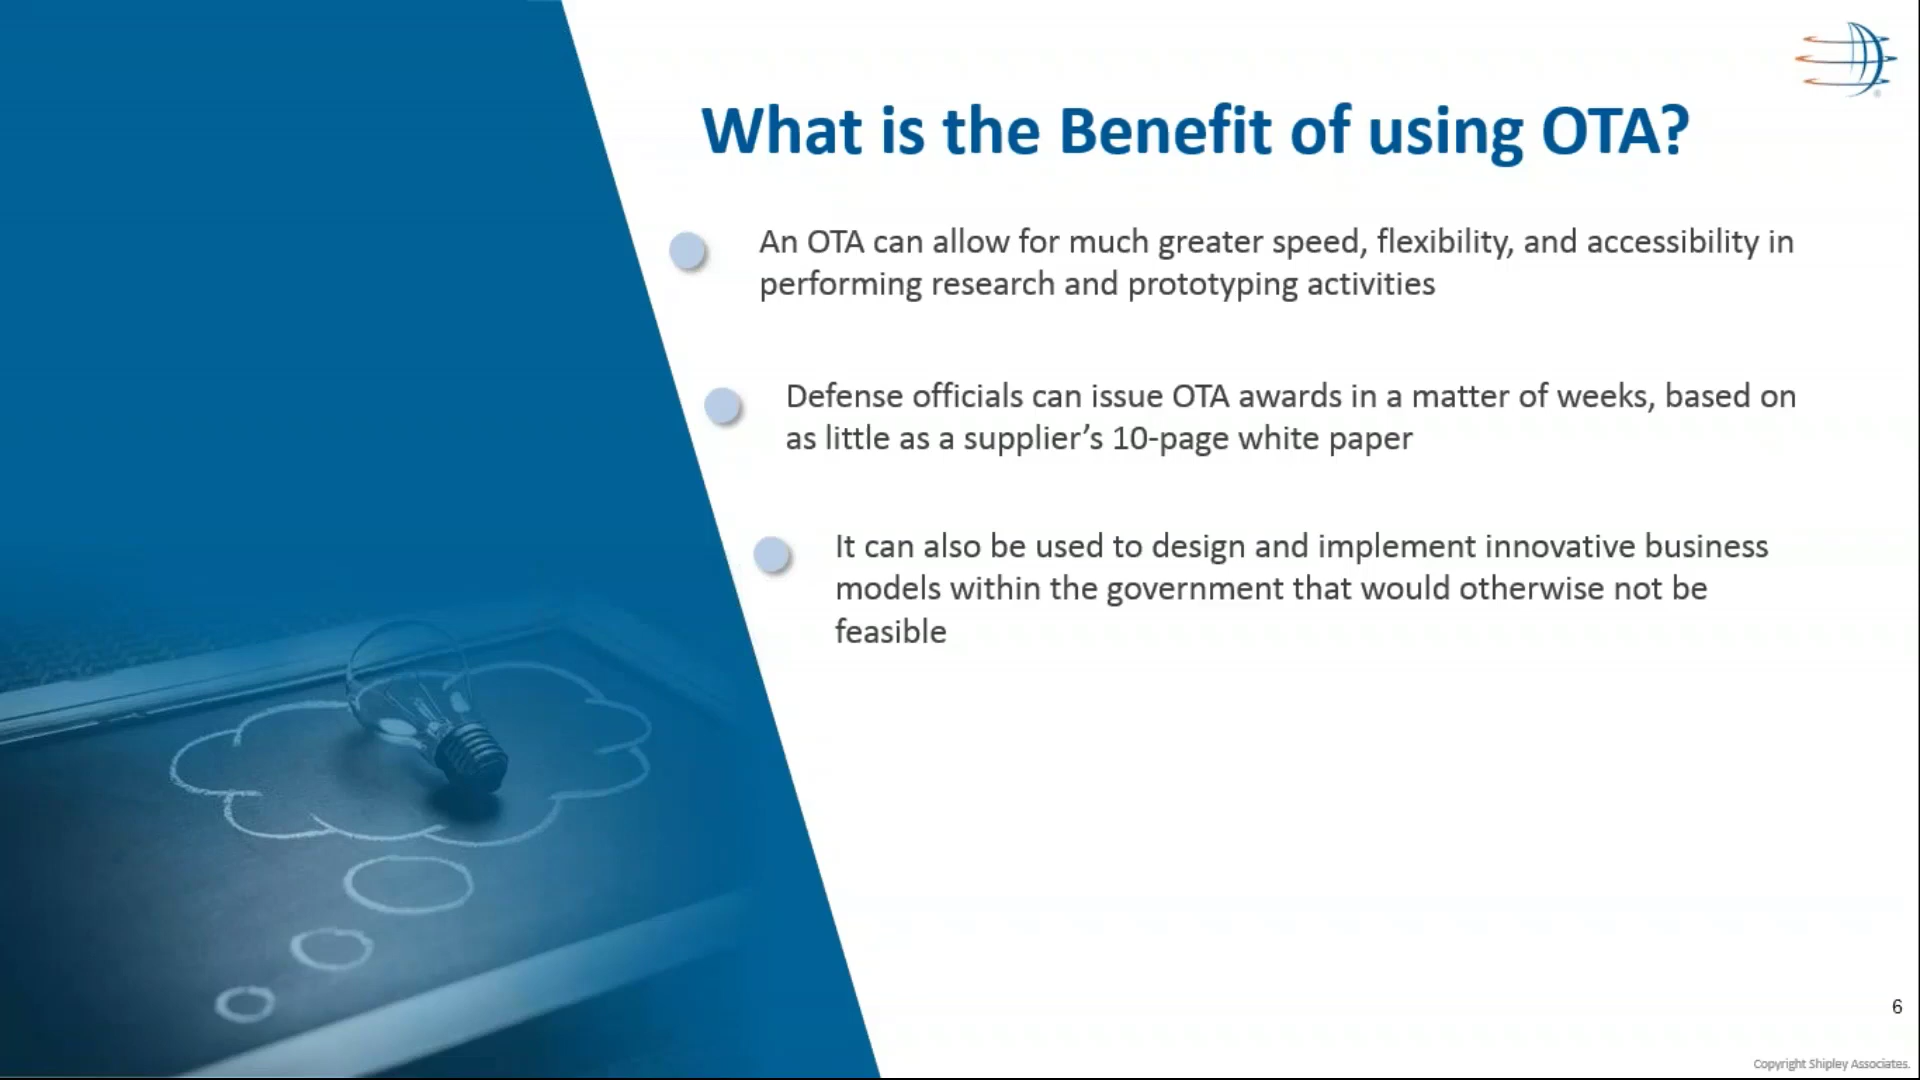 What is the Benefit of using OTA?
An OTA can allow for much greater speed, flexibility, and accessibility in
performing research and prototyping activities
Defense officials can issue OTA awards in a matter of weeks, based on
as little as a supplier’s 10-page white paper
It can also be used to design and implement innovative business
models within the government that would otherwise not be
feasible
6
Copyright Shipley Associates.